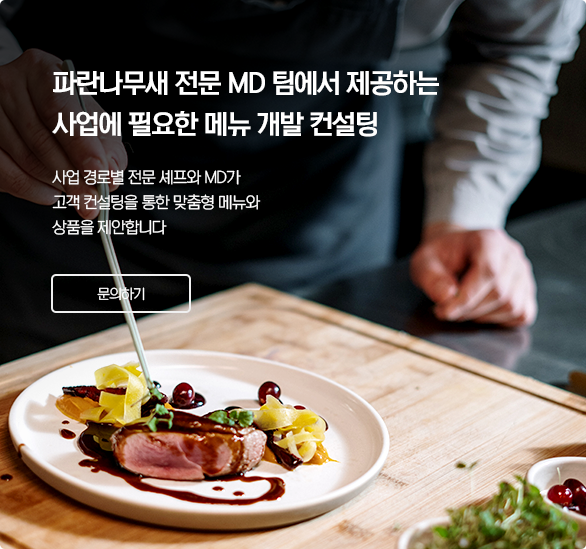 파란나무새 전문 MD 팀에서 제공하는
사업에 필요한 메뉴 개발 컨설팅
사업 경로별 전문 셰프와 MD가
고객 컨설팅을 통한 맞춤형 메뉴와
상품을 제안합니다
문의하기